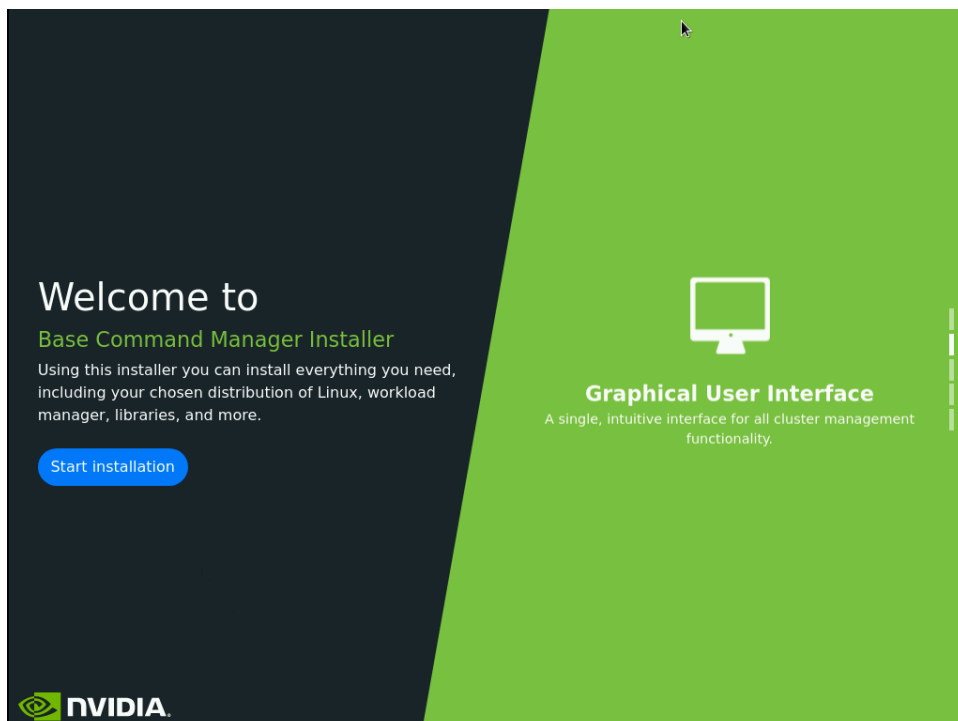 Welcome to
Base Command Manager Installer
Using this installer you can install everything you need,
including your chosen distribution of Linux, workload
manager, libraries, and more.
Start installation
Graphical User Interface
A single, intuitive interface for all cluster management
functionality.
NVIDIA.